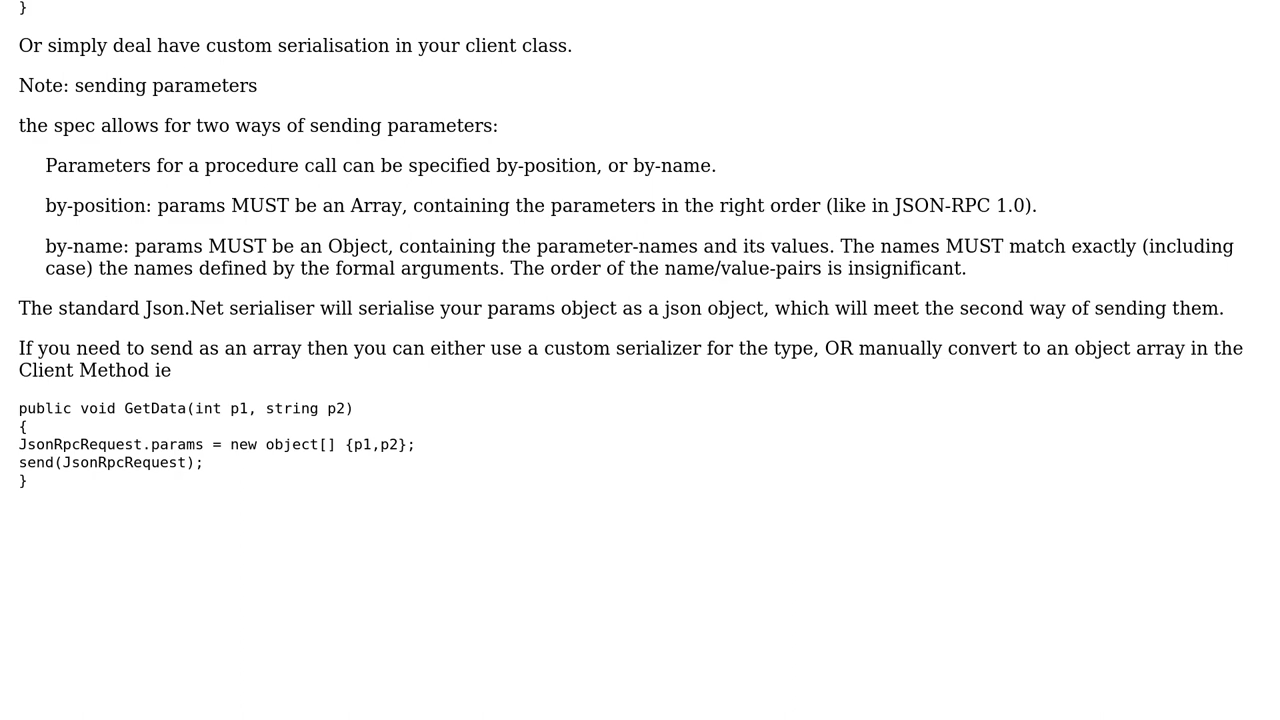 }
Or simply deal have custom serialisation in your client class.
Note: sending parameters
the spec allows for two ways of sending parameters:
Parameters for a procedure call can be specified by-position, or by-name.
by-position: params MUST be an Array, containing the parameters in the right order (like in JSON-RPC 1.0).
by-name: params MUST be an Object, containing the parameter-names and its values. The names MUST match exactly (including
case) the names defined by the formal arguments. The order of the name/value-pairs is insignificant.
The standard Json.Net serialiser will serialise your params object as a json object, which will meet the second way of sending them.
If you need to send as an array then you can either use a custom serializer for the type, OR manually convert to an object array in the
Client Method ie
public void GetData(int p1, string p2)
{
JsonRpcRequest.params = new object[] {p1,p2};
send(JsonRpcRequest);
}